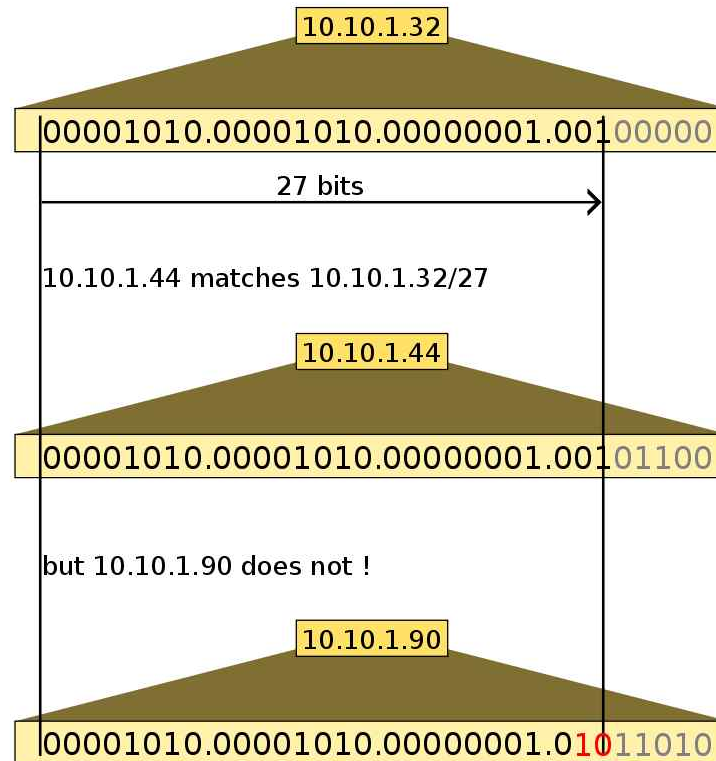 10.10.1.32
00001010.00001010.00000001.00100000
27 bits
10.10.1.44 matches 10.10.1.32/27
10.10.1.44
00001010.00001010.00000001.00101100
but 10.10.1.90 does not !
10.10.1.90
00001010.00001010.00000001.01011010